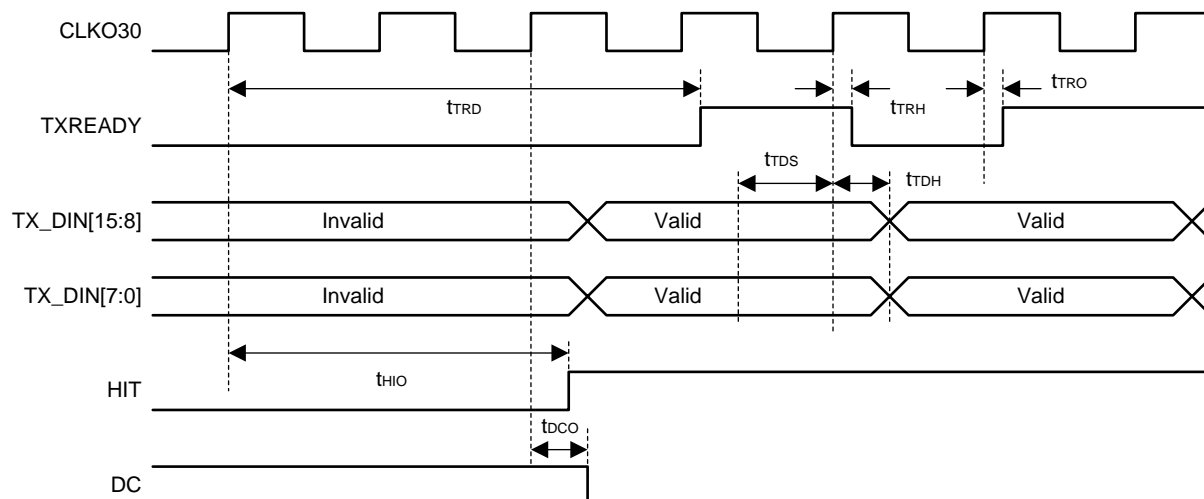 CLKO30
tTRD
tTRH
tTRO
TXREADY
tTDS
tTDH
TX_DIN[15:8]
Invalid
Valid
Valid
TX_DIN[7:0]
Invalid
Valid
Valid
tHIO
HIT
tDCO
DC